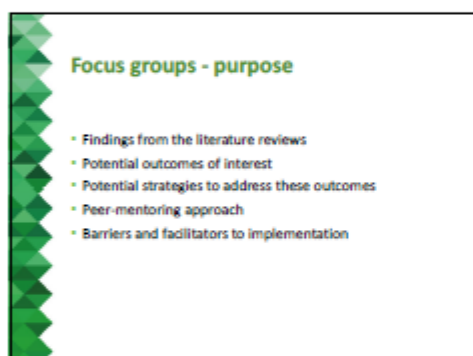 Focus groups - purpose
• Findings from the literature reviews
• Potential outcomes of interest
• Potential strategies to address these outcomes
• Peer-mentoring approach
• Barriers and facilitators to implementation